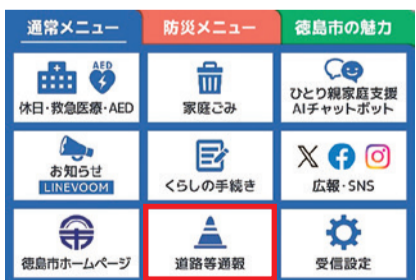 通常メニュー
防災メニュー
徳島市の魅力
AED
休日・救急医療・AED
家庭ごみ
ひとり親家庭支援
AIチャットボット
お知らせ
LINEVOOM
くらしの手続き
広報・SNS
徳島市ホームページ
道路等通報
受信設定